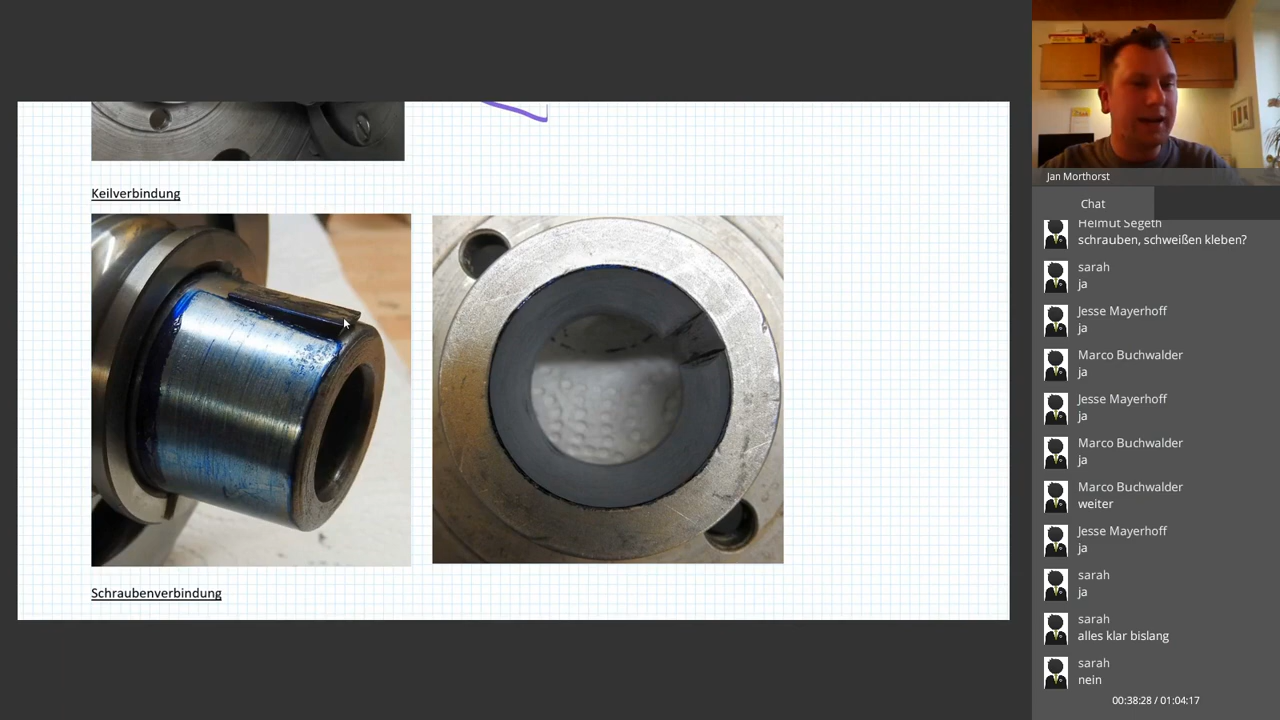 Keilverbindung
Schraubenverbindung
Jan Morthorst
Chat
Helmut Segeth
schrauben, schweißen kleben?
sarah
ja
Jesse Mayerhoff
ja
Marco Buchwalder
ja
Jesse Mayerhoff
ja
Marco Buchwalder
ja
Marco Buchwalder
weiter
Jesse Mayerhoff
ja
sarah
ja
sarah
alles klar bislang
sarah
nein
00:38:28 / 01:04:17